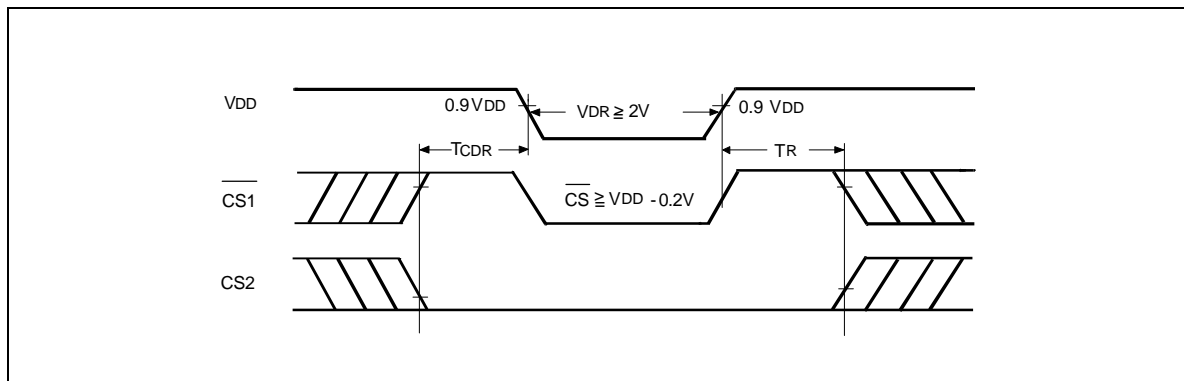 VDD
0.9VDD
VDR ≧ 2V
0.9 VDD
TCDR
TR
CS1
CS ≧ VDD - 0.2V
CS2